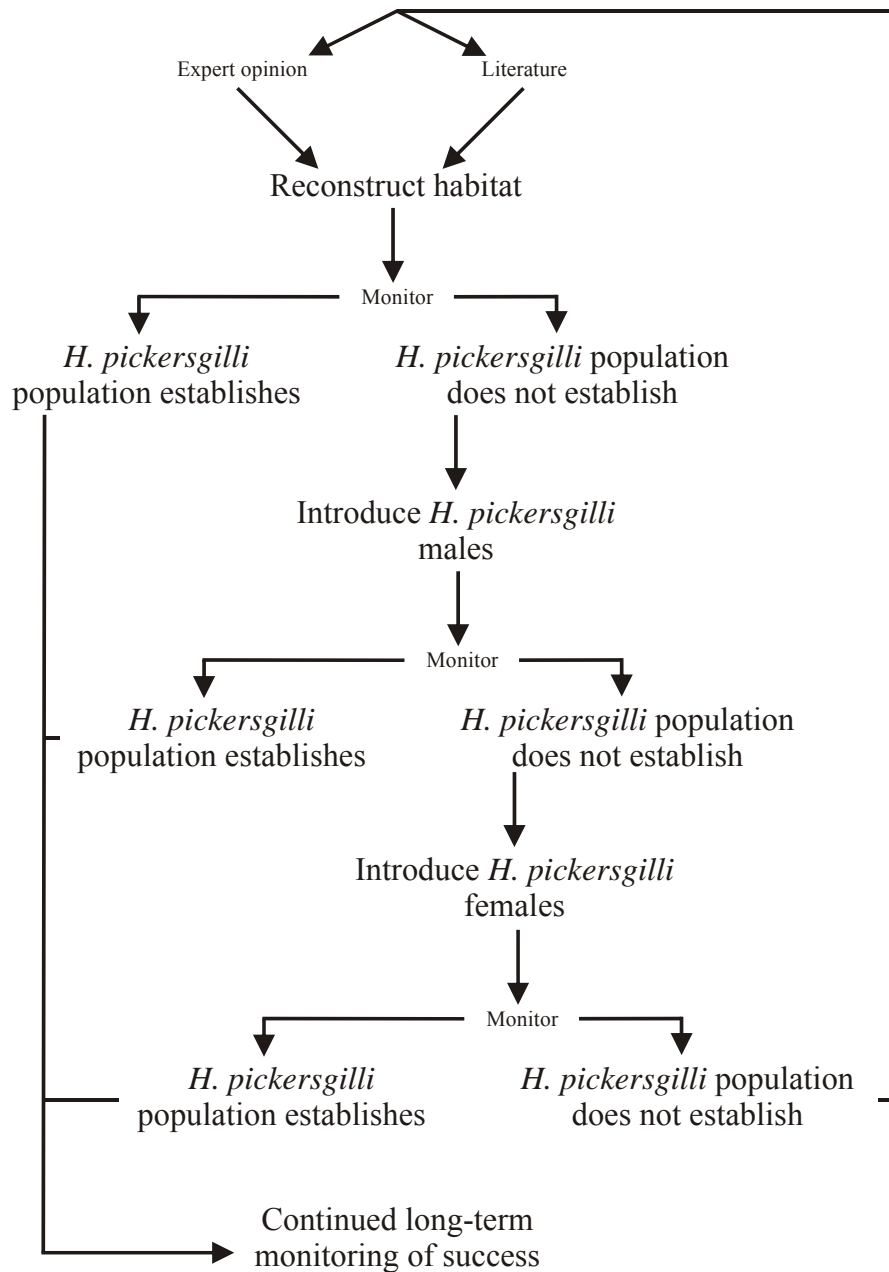 Expert opinion
Literature
Reconstruct habitat
Monitor
H. pickersgilli
population establishes
H. pickersgilli population
does not establish
Introduce H. pickersgilli
males
Monitor
H. pickersgilli
population establishes
H. pickersgilli population
does not establish
Introduce H. pickersgilli
females
Monitor
H. pickersgilli
population establishes
H. pickersgilli population
does not establish
Continued long-term
monitoring of success